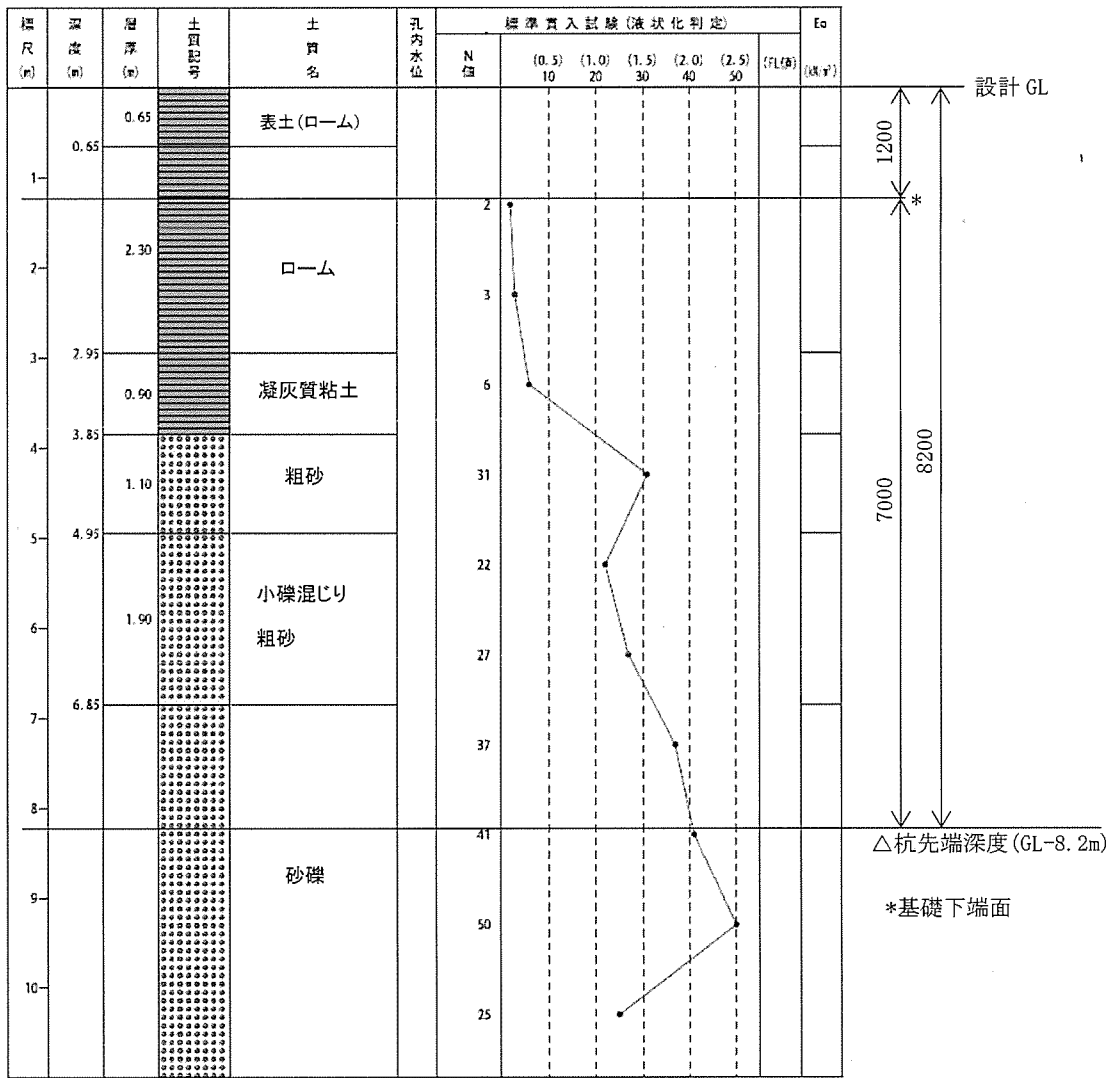 標尺(m) 深度(m) 層厚(m) 土質記号 土質名 孔内水位 標準貫入試験(液状化判定) Eo
N値 (0.5) (1.0) (1.5) (2.0) (2.5) (FL値) (kN/㎡)
10 20 30 40 50
設計 GL
0.65 表土(ローム)
1200
0.65
1
*
2
2.30
ローム
2
3
2.95
3
6
0.90 凝灰質粘土
3.85
4
8200
1.10 粗砂 31
7000
4.95
5
22
小礫混じり
1.90
粗砂
6
27
6.85
7
37
8
41
△杭先端深度(GL-8.2m)
砂礫
9
*基礎下端面
50
10
25